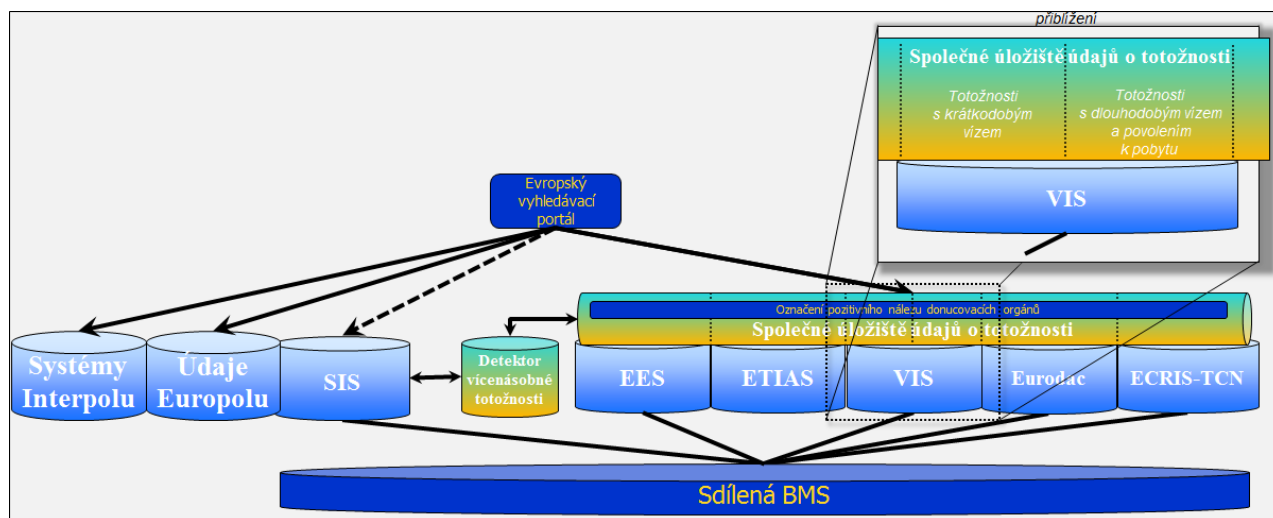 přiblížení
Společné úložiště údajů o totožnosti
Totožnosti
s krátkodobým
vízem
Totožnosti
s dlouhodobým vízem
a povolením
k pobytu
VIS
Evropský
vyhledávací
portál
Označení pozitivního nálezu donucovacích orgánů
Společné úložiště údajů o totožnosti
Systémy
Interpolu
Údaje
Europolu
SIS
Detektor
vícenásobné
totožnosti
EES
ETIAS
VIS
Eurodac
ECRIS-TCN
Sdílená BMS